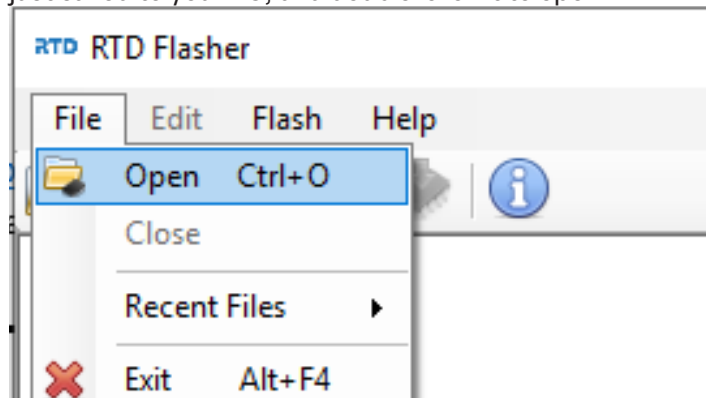 RTD RTD Flasher
File Edit Flash Help
Open Ctrl+O
Close
Recent Files
Exit Alt+F4